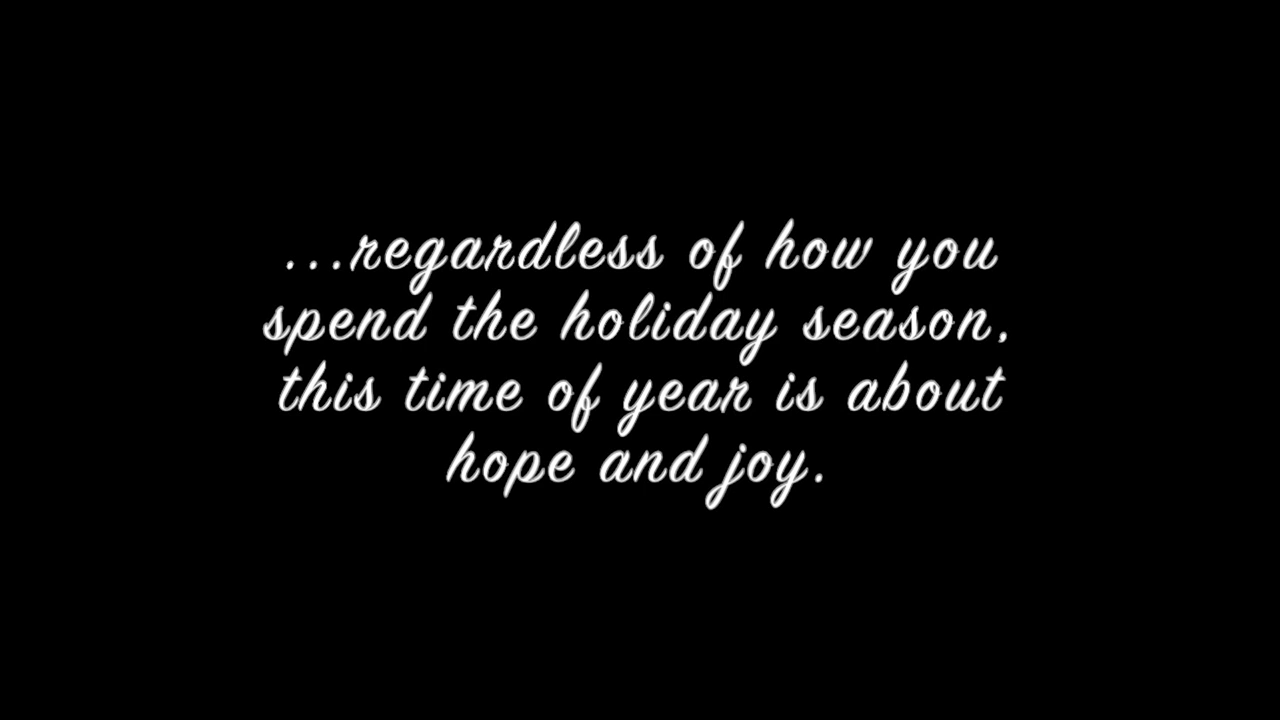 ...regardless of how you
spend the holiday season,
this time of year is about
hope and joy.